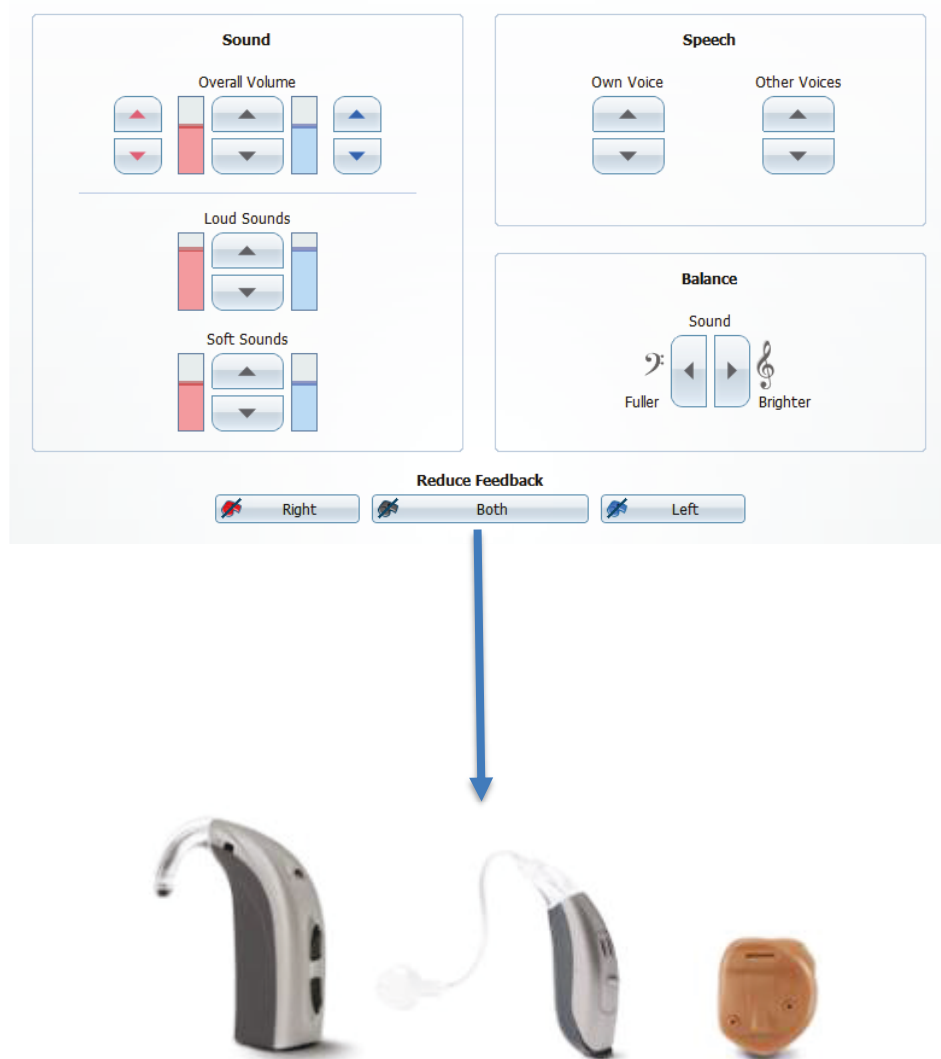 Sound
Overall Volume
Loud Sounds
Soft Sounds
Speech
Own Voice Other Voices
Balance
Sound
Fuller Brighter
Reduce Feedback
Right Both Left